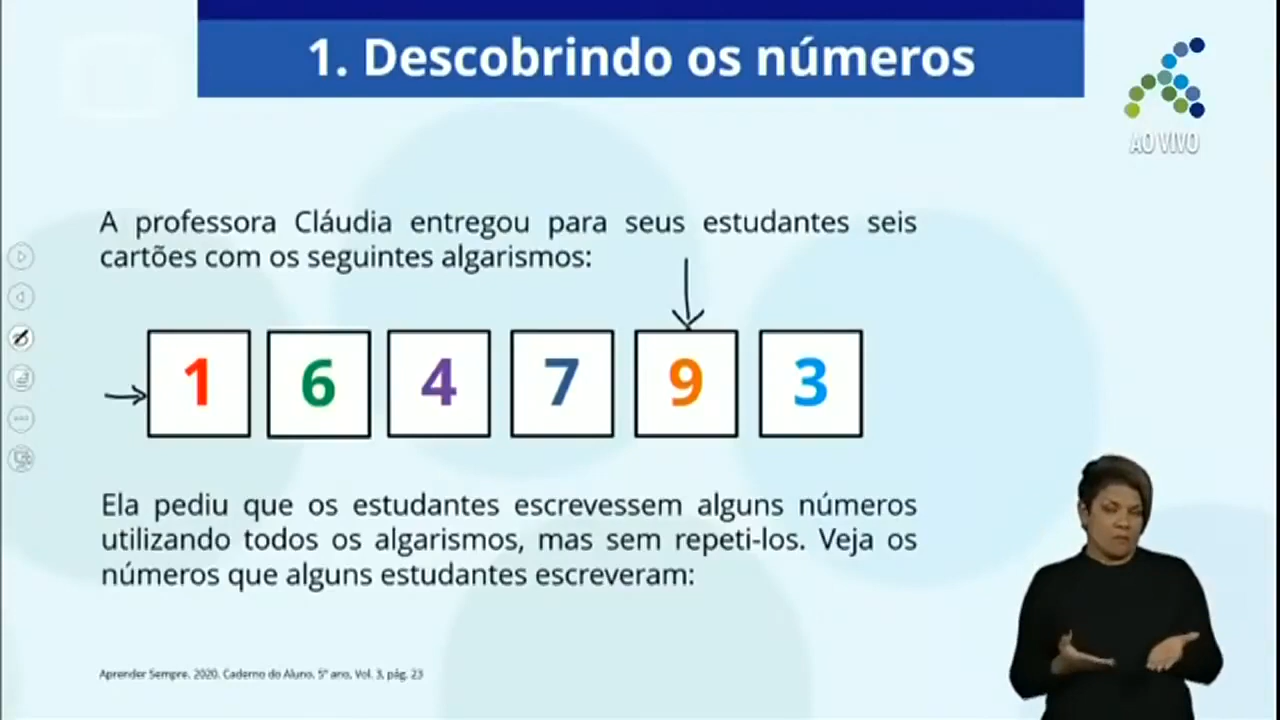 1. Descobrindo os números
AO VIVO
A professora Cláudia entregou para seus estudantes seis
cartões com os seguintes algarismos:
1 6 4 7 9 3
Ela pediu que os estudantes escrevessem alguns números
utilizando todos os algarismos, mas sem repeti-los. Veja os
números que alguns estudantes escreveram:
Aprender Sempre, 2020. Caderno do Aluno, 5º ano, Vol. 3, pág. 23